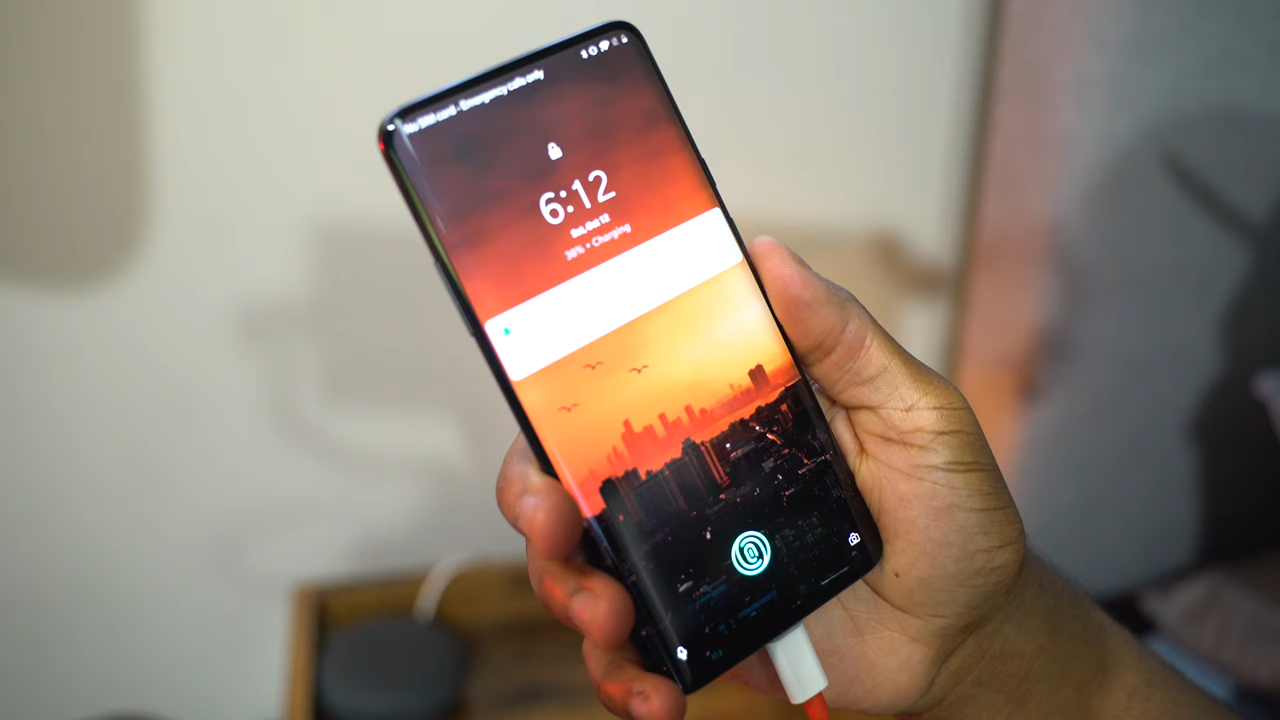 No SIM card - Emergency calls only
6:12
Sat, Oct 12
38% • Charging